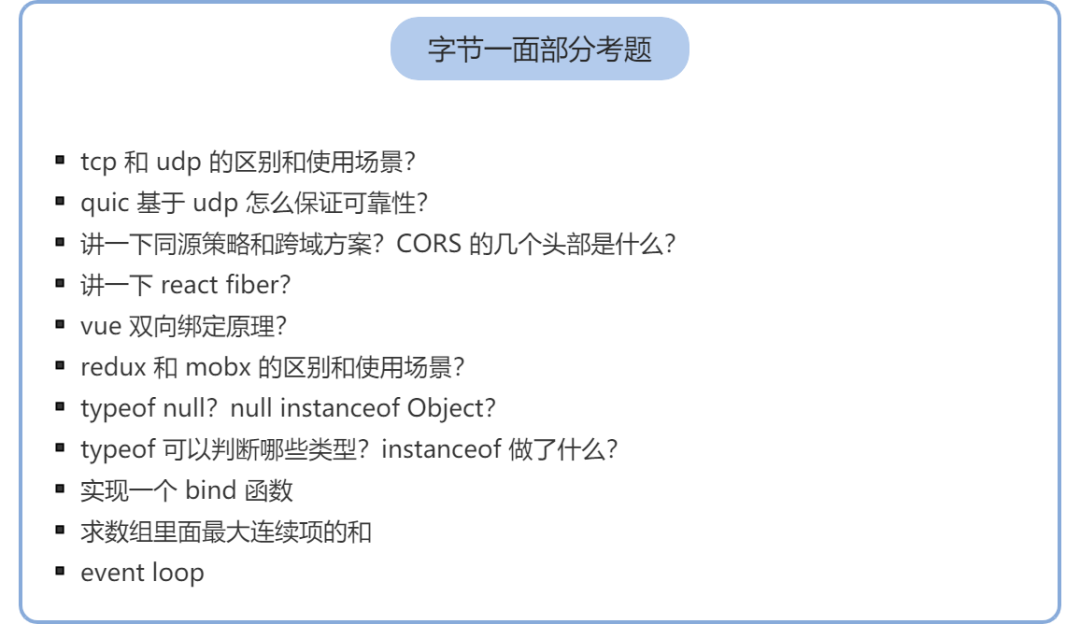 字节一面部分考题
▪ tcp 和 udp 的区别和使用场景？
▪ quic 基于 udp 怎么保证可靠性？
▪ 讲一下同源策略和跨域方案？CORS 的几个头部是什么？
▪ 讲一下 react fiber？
▪ vue 双向绑定原理？
▪ redux 和 mobx 的区别和使用场景？
▪ typeof null？null instanceof Object？
▪ typeof 可以判断哪些类型？instanceof 做了什么？
▪ 实现一个 bind 函数
▪ 求数组里面最大连续项的和
▪ event loop